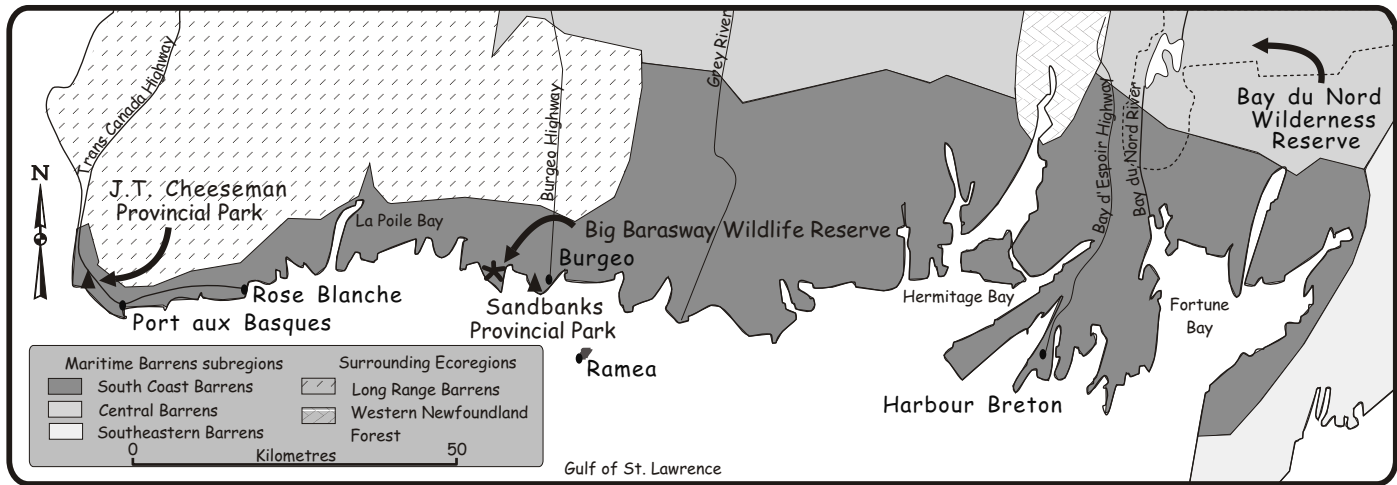 Trans Canada Highway
Burgeo Highway
Grey River
Bay d'Espoir Highway
Bay du Nord River
Bay du Nord
Wilderness
Reserve
N
J.T. Cheeseman
Provincial Park
La Poile Bay
Big Barasway Wildlife Reserve
Burgeo
Rose Blanche
Port aux Basques
Sandbanks
Provincial Park
Ramea
Hermitage Bay
Fortune
Bay
Harbour Breton
Maritime Barrens subregions
South Coast Barrens
Central Barrens
Southeastern Barrens
Surrounding Ecoregions
Long Range Barrens
Western Newfoundland
Forest
0 50
Kilometres
Gulf of St. Lawrence